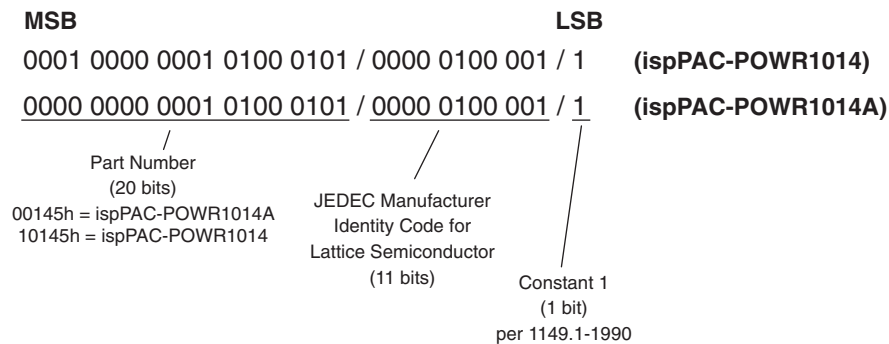 MSB LSB
0001 0000 0001 0100 0101 / 0000 0100 001 / 1 (ispPAC-POWR1014)
0000 0000 0001 0100 0101 / 0000 0100 001 / 1 (ispPAC-POWR1014A)
Part Number
(20 bits)
00145h = ispPAC-POWR1014A
10145h = ispPAC-POWR1014
JEDEC Manufacturer
Identity Code for
Lattice Semiconductor
(11 bits)
Constant 1
(1 bit)
per 1149.1-1990